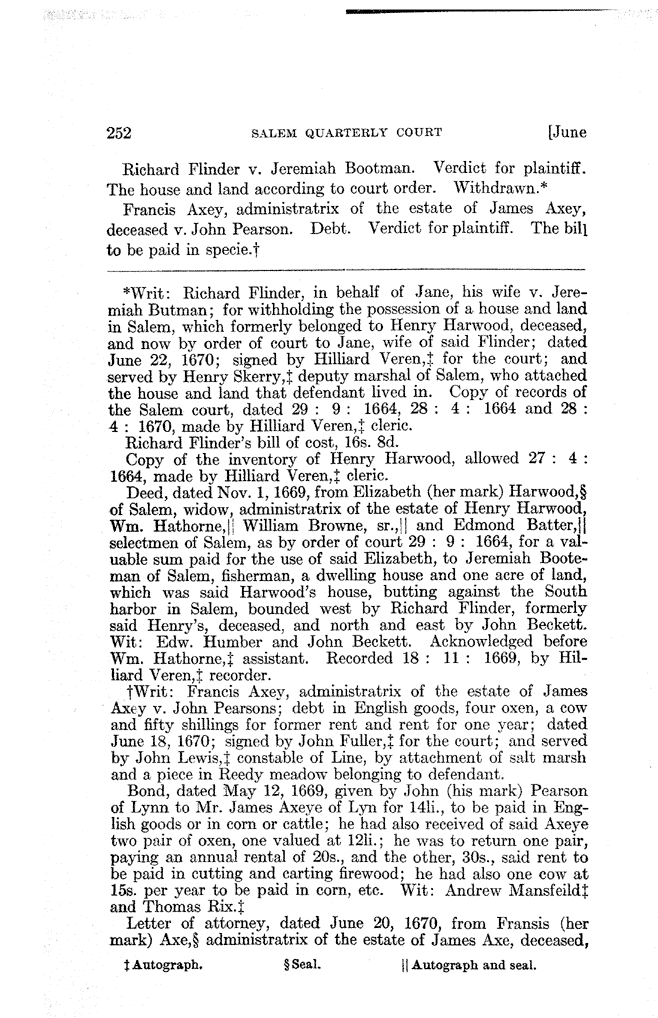 252 SALEM QUARTERLY COURT [June
Richard Flinder v. Jeremiah Bootman. Verdict for plaintiff.
The house and land according to court order. Withdrawn.*
Francis Axey, administratrix of the estate of James Axey,
deceased v. John Pearson. Debt. Verdict for plaintiff. The bill
to be paid in specie.†
*Writ: Richard Flinder, in behalf of Jane, his wife v. Jere-
miah Butman; for withholding the possession of a house and land
in Salem, which formerly belonged to Henry Harwood, deceased,
and now by order of court to Jane, wife of said Flinder; dated
June 22, 1670; signed by Hilliard Veren,‡ for the court; and
served by Henry Skerry,‡ deputy marshal of Salem, who attached
the house and land that defendant lived in. Copy of records of
the Salem court, dated 29 : 9 : 1664, 28 : 4 : 1664 and 28 :
4 : 1670, made by Hilliard Veren,‡ cleric.
Richard Flinder's bill of cost, 16s. 8d.
Copy of the inventory of Henry Harwood, allowed 27 : 4 :
1664, made by Hilliard Veren,‡ cleric.
Deed, dated Nov. 1, 1669, from Elizabeth (her mark) Harwood,§
of Salem, widow, administratrix of the estate of Henry Harwood,
Wm. Hathorne,|| William Browne, sr.,|| and Edmond Batter,||
selectmen of Salem, as by order of court 29 : 9 : 1664, for a val-
uable sum paid for the use of said Elizabeth, to Jeremiah Boote-
man of Salem, fisherman, a dwelling house and one acre of land,
which was said Harwood's house, butting against the South
harbor in Salem, bounded west by Richard Flinder, formerly
said Henry's, deceased, and north and east by John Beckett.
Wit: Edw. Humber and John Beckett. Acknowledged before
Wm. Hathorne,‡ assistant. Recorded 18 : 11 : 1669, by Hil-
liard Veren,‡ recorder.
†Writ: Francis Axey, administratrix of the estate of James
Axey v. John Pearsons; debt in English goods, four oxen, a cow
and fifty shillings for former rent and rent for one year; dated
June 18, 1670; signed by John Fuller,‡ for the court; and served
by John Lewis,‡ constable of Line, by attachment of salt marsh
and a piece in Reedy meadow belonging to defendant.
Bond, dated May 12, 1669, given by John (his mark) Pearson
of Lynn to Mr. James Axeye of Lyn for 14li., to be paid in Eng-
lish goods or in corn or cattle; he had also received of said Axeye
two pair of oxen, one valued at 12li.; he was to return one pair,
paying an annual rental of 20s., and the other, 30s., said rent to
be paid in cutting and carting firewood; he had also one cow at
15s. per year to be paid in corn, etc. Wit: Andrew Mansfeild‡
and Thomas Rix.‡
Letter of attorney, dated June 20, 1670, from Fransis (her
mark) Axe,§ administratrix of the estate of James Axe, deceased,
‡Autograph. §Seal. ||Autograph and seal.